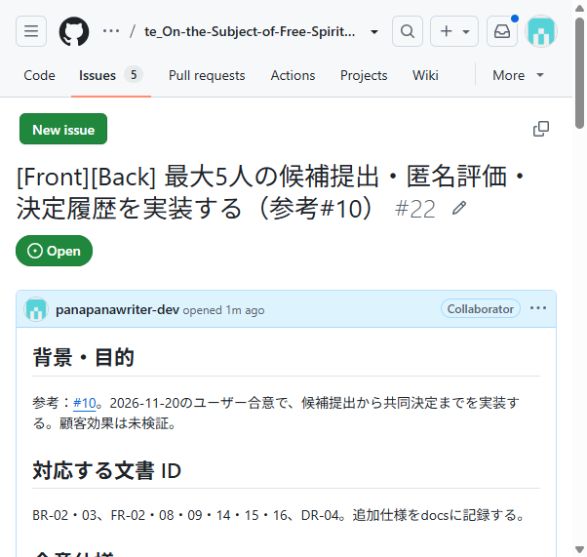 … / te_On-the-Subject-of-Free-Spirit...
Code Issues 5 Pull requests Actions Projects Wiki More
New issue
[Front][Back] 最大5人の候補提出・匿名評価・
決定履歴を実装する（参考#10） #22
Open
panapanawriter-dev opened 1m ago Collaborator …
背景・目的
参考：#10。2026-11-20のユーザー合意で、候補提出から共同決定までを実装す
る。顧客効果は未検証。
対応する文書 ID
BR-02・03、FR-02・08・09・14・15・16、DR-04。追加仕様をdocsに記録する。